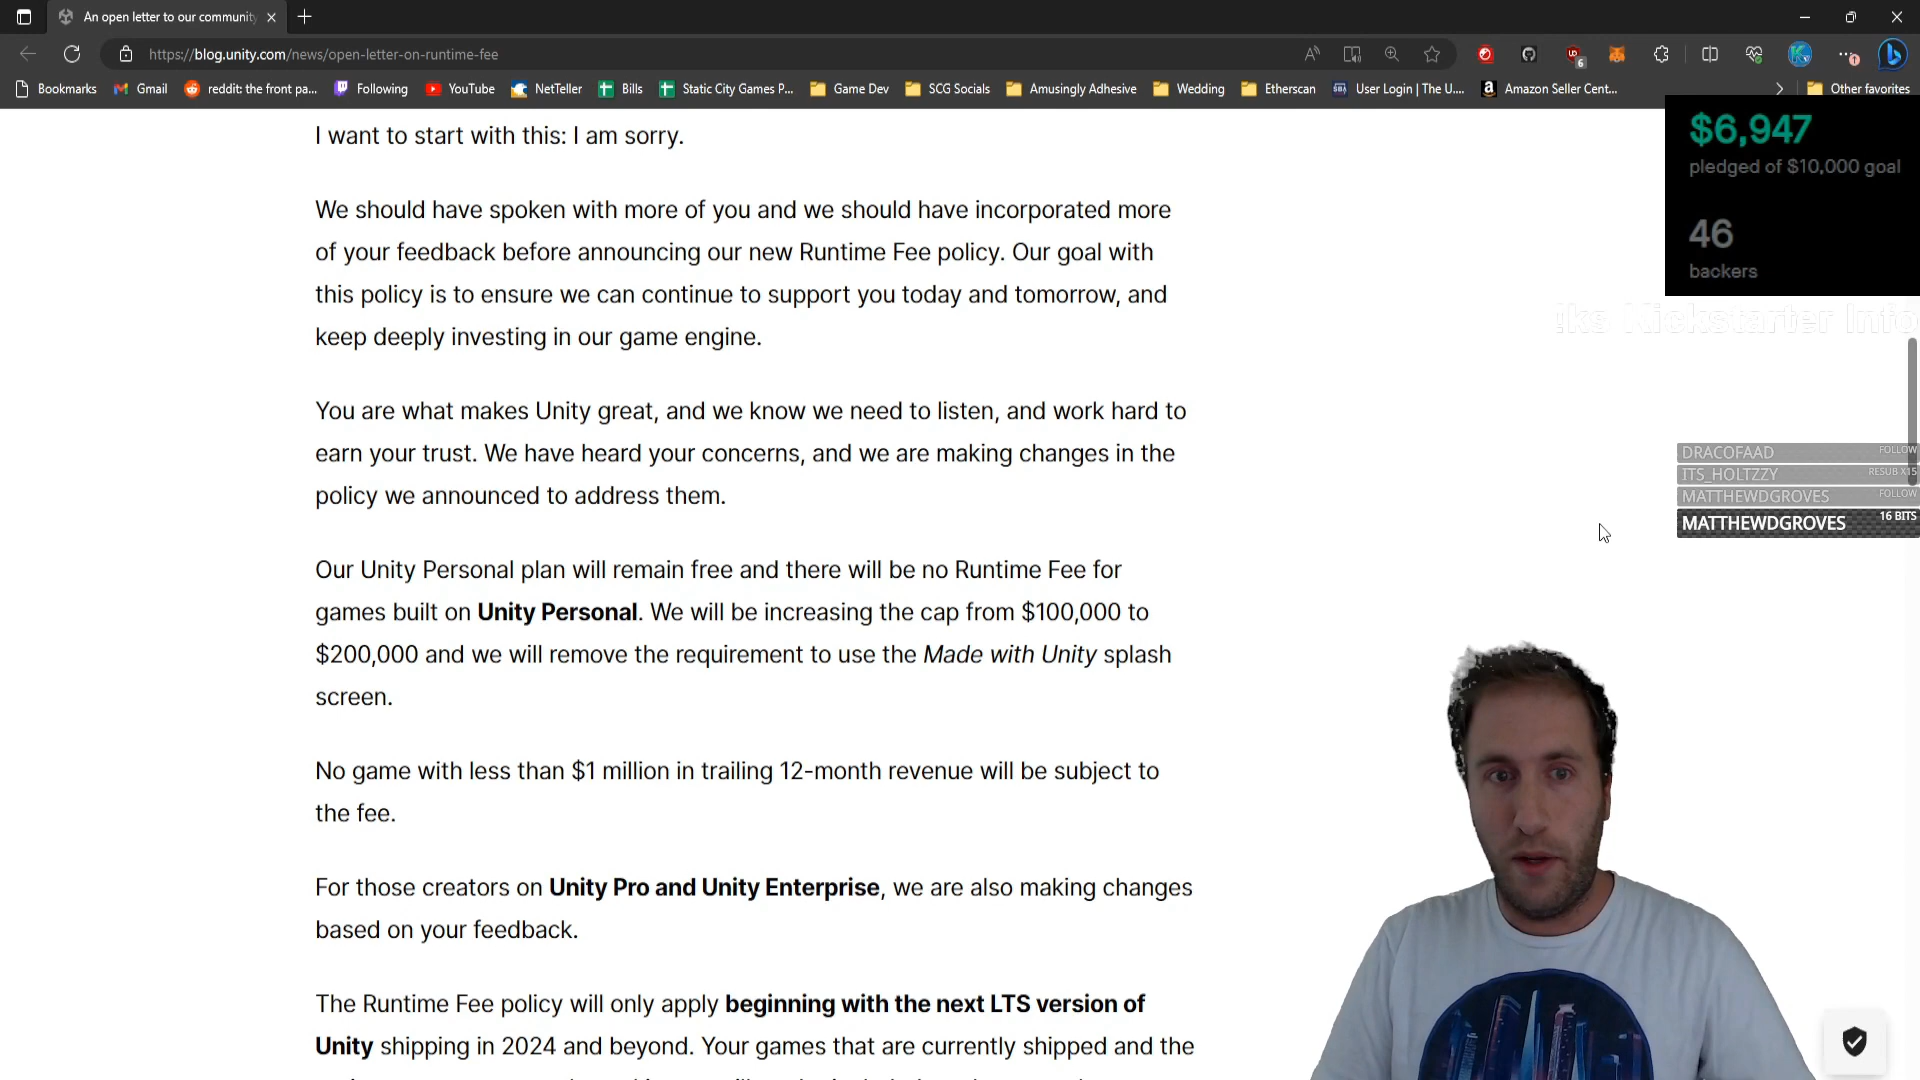 An open letter to our community
https://blog.unity.com/news/open-letter-on-runtime-fee
6
1
Bookmarks
Gmail
reddit: the front pa...
Following
YouTube
NetTeller
Bills
Static City Games P...
Game Dev
SCG Socials
Amusingly Adhesive
Wedding
Etherscan
User Login | The U....
Amazon Seller Cent...
Other favorites
I want to start with this: I am sorry.
We should have spoken with more of you and we should have incorporated more
of your feedback before announcing our new Runtime Fee policy. Our goal with
this policy is to ensure we can continue to support you today and tomorrow, and
keep deeply investing in our game engine.
You are what makes Unity great, and we know we need to listen, and work hard to
earn your trust. We have heard your concerns, and we are making changes in the
policy we announced to address them.
Our Unity Personal plan will remain free and there will be no Runtime Fee for
games built on Unity Personal. We will be increasing the cap from $100,000 to
$200,000 and we will remove the requirement to use the Made with Unity splash
screen.
No game with less than $1 million in trailing 12-month revenue will be subject to
the fee.
For those creators on Unity Pro and Unity Enterprise, we are also making changes
based on your feedback.
The Runtime Fee policy will only apply beginning with the next LTS version of
Unity shipping in 2024 and beyond. Your games that are currently shipped and the
$6,947
pledged of $10,000 goal
46
backers
!ks Kickstarter Info
DRACOFAAD FOLLOW
ITS_HOLTZZY RESUB X15
MATTHEWDGROVES FOLLOW
MATTHEWDGROVES 16 BITS